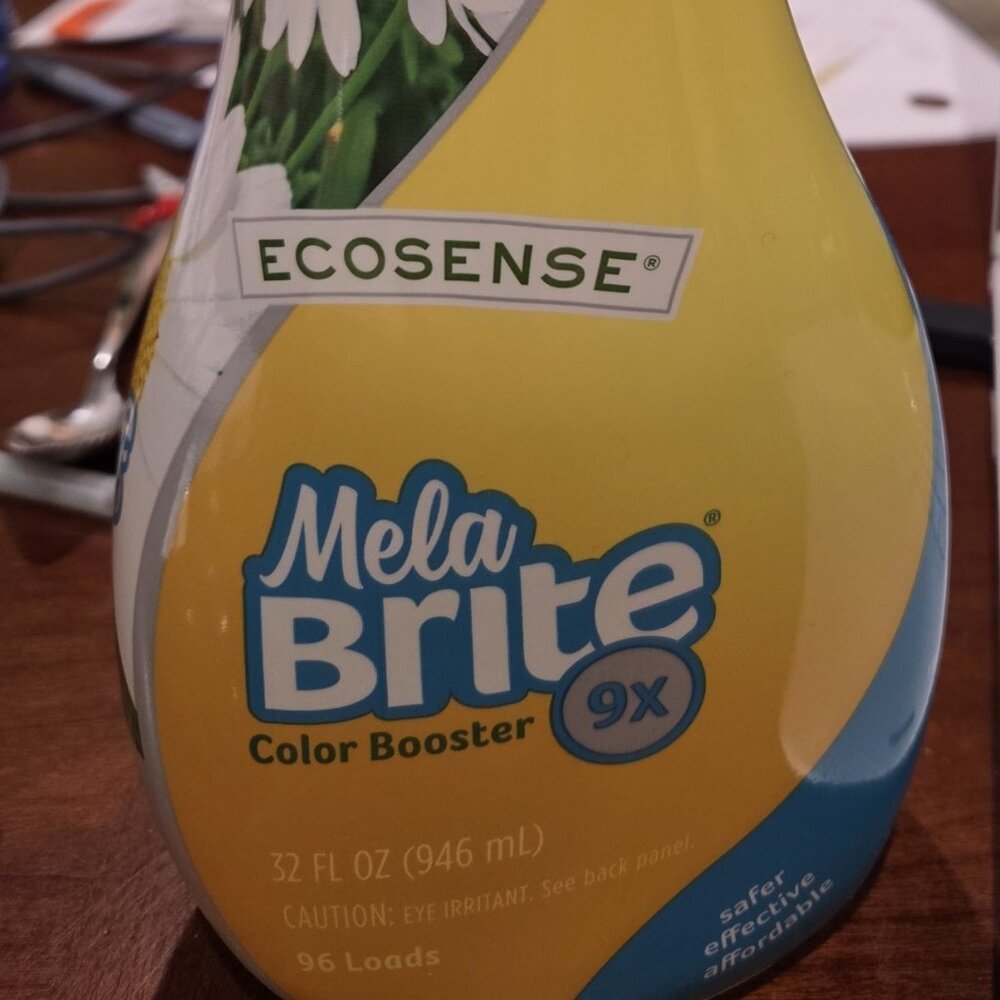 ECOSENSE®
Mela
Brite®
9x
Color Booster
32 FL OZ (946 mL)
CAUTION: EYE IRRITANT. See back panel.
96 Loads
safer
effective
affordable